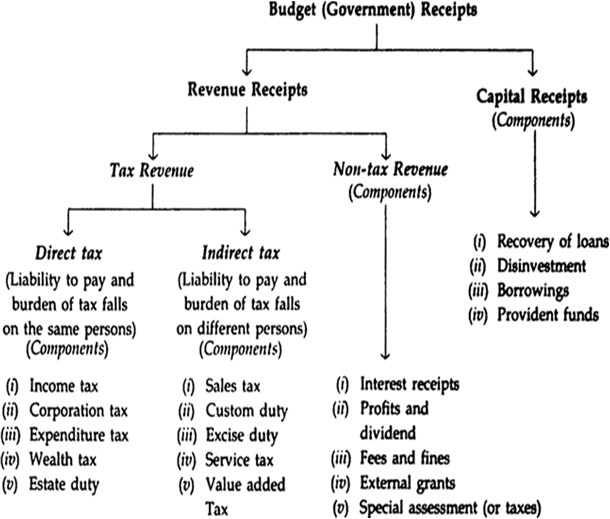 Budget (Government) Receipts
Revenue Receipts
Capital Receipts
(Components)
Tax Revenue
Non-tax Revenue
(Components)
Direct tax
(Liability to pay and
burden of tax falls
on the same persons)
(Components)
(i) Income tax
(ii) Corporation tax
(iii) Expenditure tax
(iv) Wealth tax
(v) Estate duty
Indirect tax
(Liability to pay and
burden of tax falls
on different persons)
(Components)
(i) Sales tax
(ii) Custom duty
(iii) Excise duty
(iv) Service tax
(v) Value added
Tax
(i) Interest receipts
(ii) Profits and
dividend
(iii) Fees and fines
(iv) External grants
(v) Special assessment (or taxes)
(i) Recovery of loans
(ii) Disinvestment
(iii) Borrowings
(iv) Provident funds